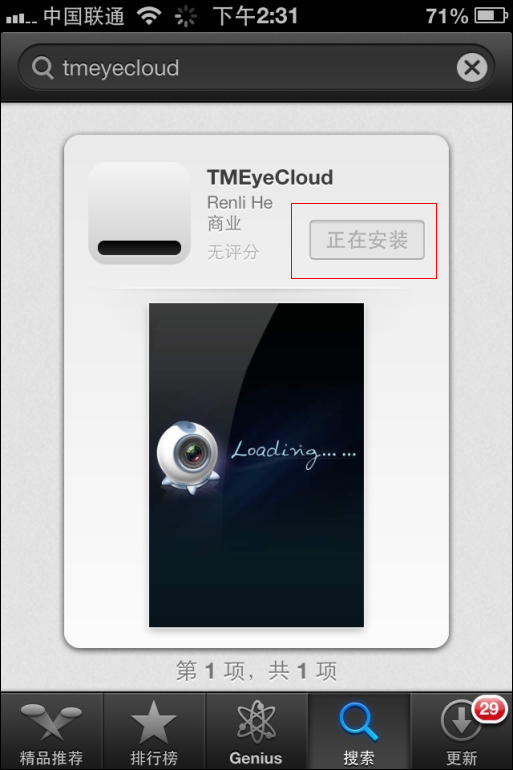 中国联通 下午2:31 71%
tmeyecloud
TMEyeCloud
Renli He
商业
无评分
正在安装
Loading... ...
第 1 项，共 1 项
29
精品推荐 排行榜 Genius 搜索 更新